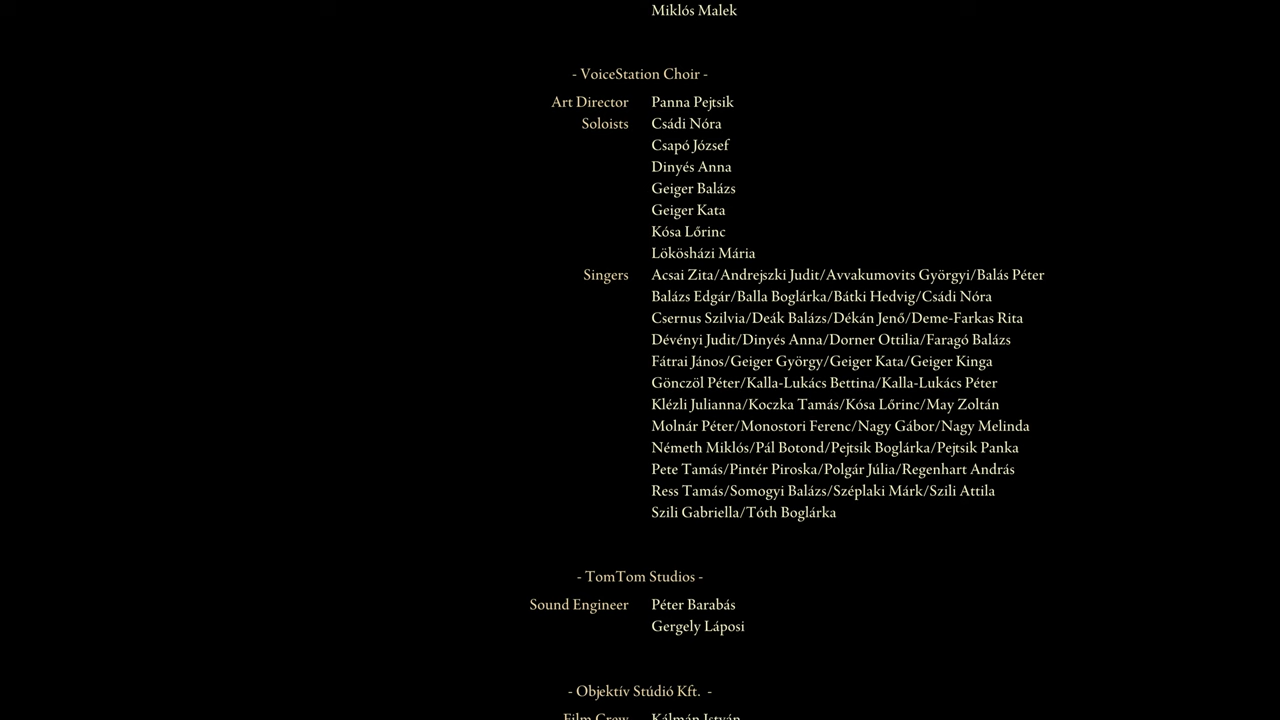 Miklós Malek
- VoiceStation Choir -
Art Director Panna Pejtsik
Soloists Csádi Nóra
Csapó József
Dinyés Anna
Geiger Balázs
Geiger Kata
Kósa Lőrinc
Lökösházi Mária
Singers Acsai Zita/Andrejszki Judit/Avvakumovits Györgyi/Balás Péter
Balázs Edgár/Balla Boglárka/Bátki Hedvig/Csádi Nóra
Csernus Szilvia/Deák Balázs/Dékán Jenő/Deme-Farkas Rita
Dévényi Judit/Dinyés Anna/Dorner Ottilia/Faragó Balázs
Fátrai János/Geiger György/Geiger Kata/Geiger Kinga
Gönczöl Péter/Kalla-Lukács Bettina/Kalla-Lukács Péter
Klézli Julianna/Koczka Tamás/Kósa Lőrinc/May Zoltán
Molnár Péter/Monostori Ferenc/Nagy Gábor/Nagy Melinda
Németh Miklós/Pál Botond/Pejtsik Boglárka/Pejtsik Panka
Pete Tamás/Pintér Piroska/Polgár Júlia/Regenhart András
Ress Tamás/Somogyi Balázs/Széplaki Márk/Szili Attila
Szili Gabriella/Tóth Boglárka
- TomTom Studios -
Sound Engineer Péter Barabás
Gergely Láposi
- Objektív Stúdió Kft. -
Film Crew Kálmán István